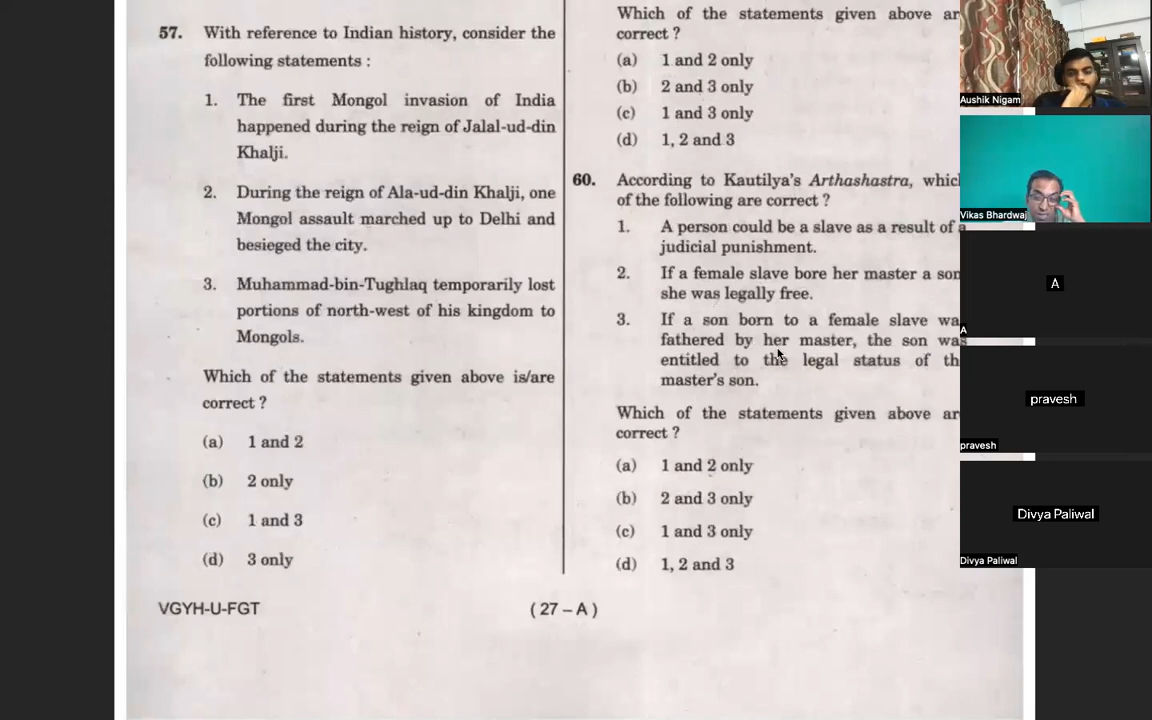 57. With reference to Indian history, consider the
following statements :
1. The first Mongol invasion of India
happened during the reign of Jalal-ud-din
Khalji.
2. During the reign of Ala-ud-din Khalji, one
Mongol assault marched up to Delhi and
besieged the city.
3. Muhammad-bin-Tughlaq temporarily lost
portions of north-west of his kingdom to
Mongols.
Which of the statements given above is/are
correct ?
(a) 1 and 2
(b) 2 only
(c) 1 and 3
(d) 3 only
Which of the statements given above ar
correct ?
(a) 1 and 2 only
(b) 2 and 3 only
(c) 1 and 3 only
(d) 1, 2 and 3
60. According to Kautilya's Arthashastra, whic
of the following are correct ?
1. A person could be a slave as a result of a
judicial punishment.
2. If a female slave bore her master a son
she was legally free.
3. If a son born to a female slave wa
fathered by her master, the son was
entitled to the legal status of th
master's son.
Which of the statements given above ar
correct ?
(a) 1 and 2 only
(b) 2 and 3 only
(c) 1 and 3 only
(d) 1, 2 and 3
VGYH-U-FGT
( 27 – A )
Aushik Nigam
Vikas Bhardwaj
A
A
pravesh
pravesh
Divya Paliwal
Divya Paliwal